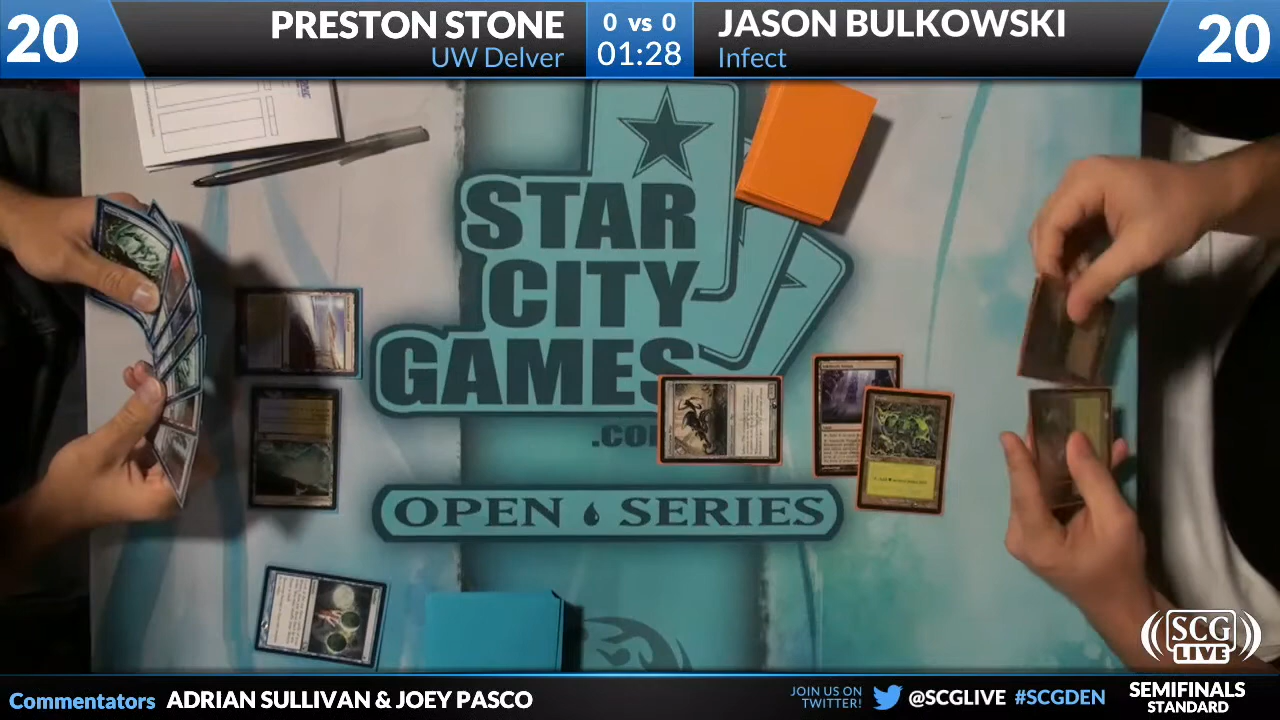 20
PRESTON STONE
UW Delver
0 vs 0
01:28
JASON BULKOWSKI
Infect
20
STAR
CITY
GAMES
.CO
OPEN SERIES
SCG
LIVE
Commentators ADRIAN SULLIVAN & JOEY PASCO
JOIN US ON
TWITTER!
@SCGLIVE #SCGDEN
SEMIFINALS
STANDARD